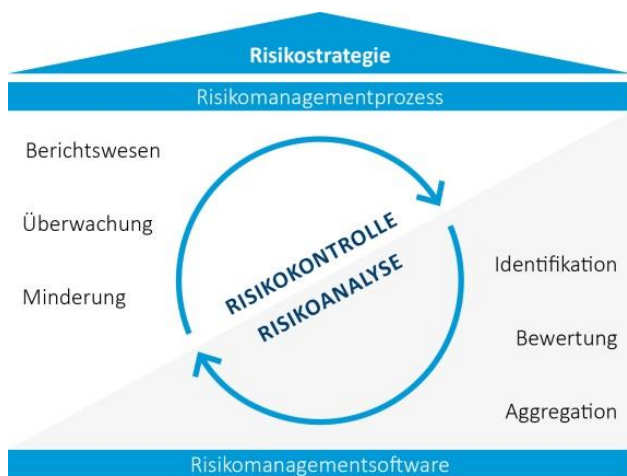 Risikostrategie
Risikomanagementprozess
Berichtswesen
Überwachung
Minderung
RISIKOKONTROLLE
RISIKOANALYSE
Identifikation
Bewertung
Aggregation
Risikomanagementsoftware